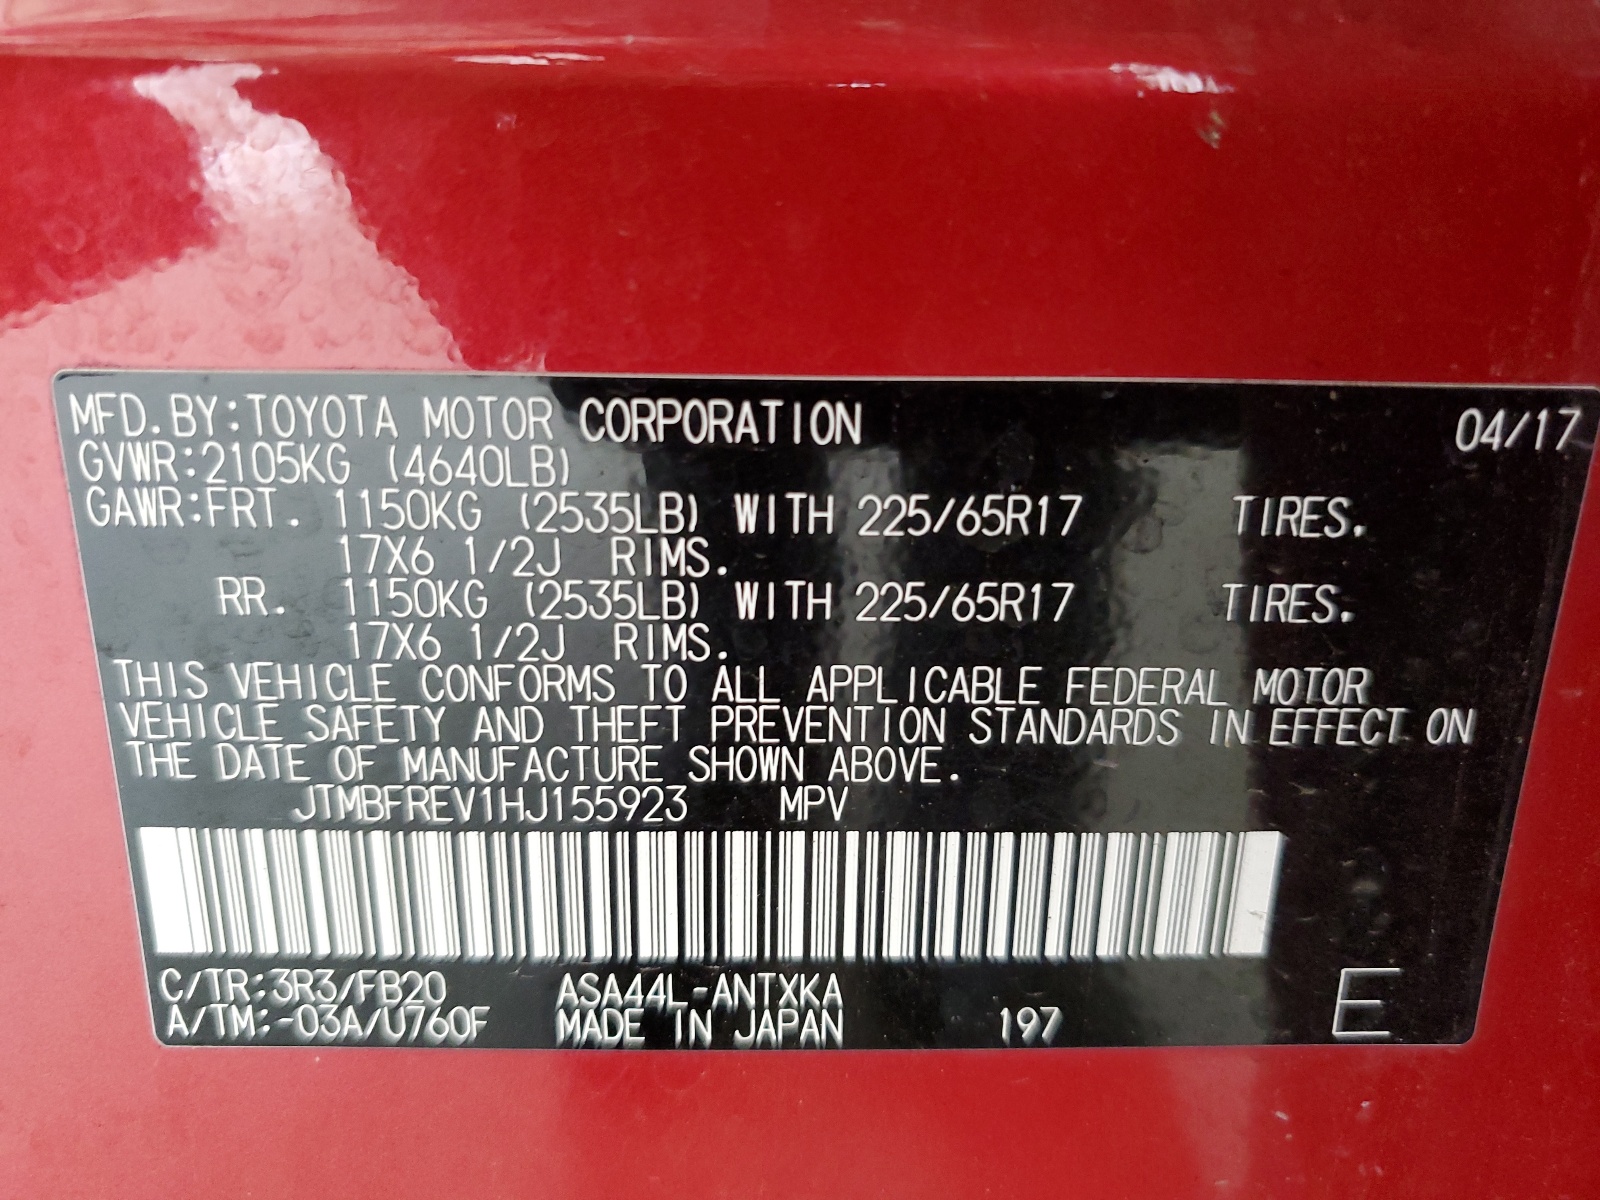 MFD.BY:TOYOTA MOTOR CORPORATION 04/17
GVWR:2105KG (4640LB)
GAWR:FRT. 1150KG (2535LB) WITH 225/65R17 TIRES.
17X6 1/2J RIMS.
RR. 1150KG (2535LB) WITH 225/65R17 TIRES.
17X6 1/2J RIMS.
THIS VEHICLE CONFORMS TO ALL APPLICABLE FEDERAL MOTOR
VEHICLE SAFETY AND THEFT PREVENTION STANDARDS IN EFFECT ON
THE DATE OF MANUFACTURE SHOWN ABOVE.
JTMBFREV1HJ155923 MPV
C/TR:3R3/FB20 ASA44L-ANTXKA
A/TM:-03A/U760F MADE IN JAPAN 197 E